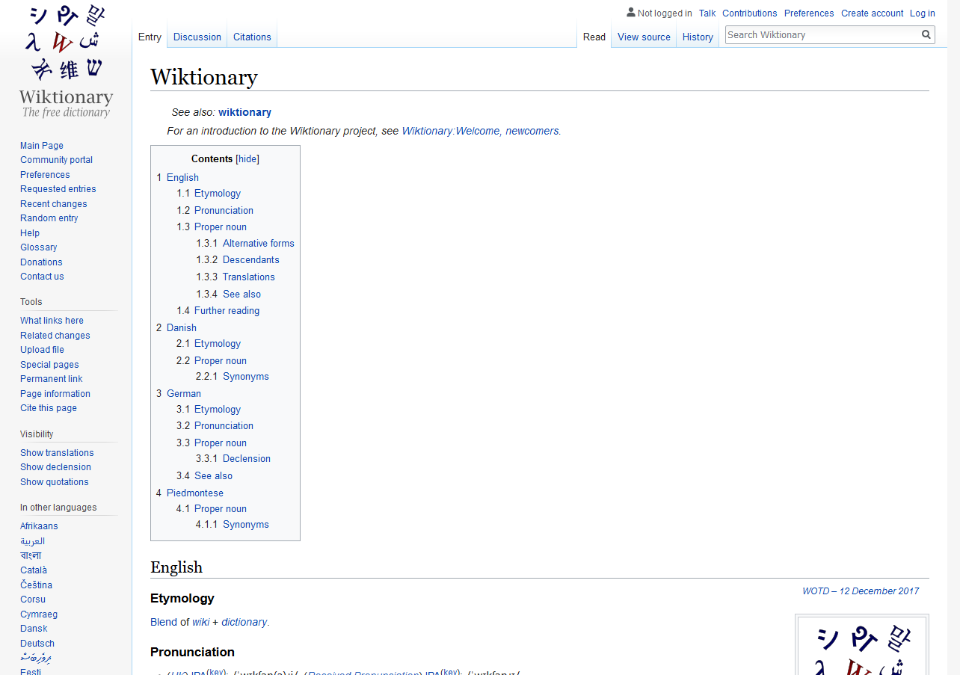 Not logged in Talk Contributions Preferences Create account Log in
Entry Discussion Citations Read View source History Search Wiktionary
Wiktionary
The free dictionary
Main Page
Community portal
Preferences
Requested entries
Recent changes
Random entry
Help
Glossary
Donations
Contact us
Tools
What links here
Related changes
Upload file
Special pages
Permanent link
Page information
Cite this page
Visibility
Show translations
Show declension
Show quotations
In other languages
Afrikaans
العربية
বাংলা
Català
Čeština
Corsu
Cymraeg
Dansk
Deutsch
ދިވެހިބަސް
Eesti
Wiktionary
See also: wiktionary
For an introduction to the Wiktionary project, see Wiktionary:Welcome, newcomers.
Contents [hide]
1 English
1.1 Etymology
1.2 Pronunciation
1.3 Proper noun
1.3.1 Alternative forms
1.3.2 Descendants
1.3.3 Translations
1.3.4 See also
1.4 Further reading
2 Danish
2.1 Etymology
2.2 Proper noun
2.2.1 Synonyms
3 German
3.1 Etymology
3.2 Pronunciation
3.3 Proper noun
3.3.1 Declension
3.4 See also
4 Piedmontese
4.1 Proper noun
4.1.1 Synonyms
English
WOTD – 12 December 2017
Etymology
Blend of wiki + dictionary.
Pronunciation
(UK) IPA(key): (Received Pronunciation) IPA(key):